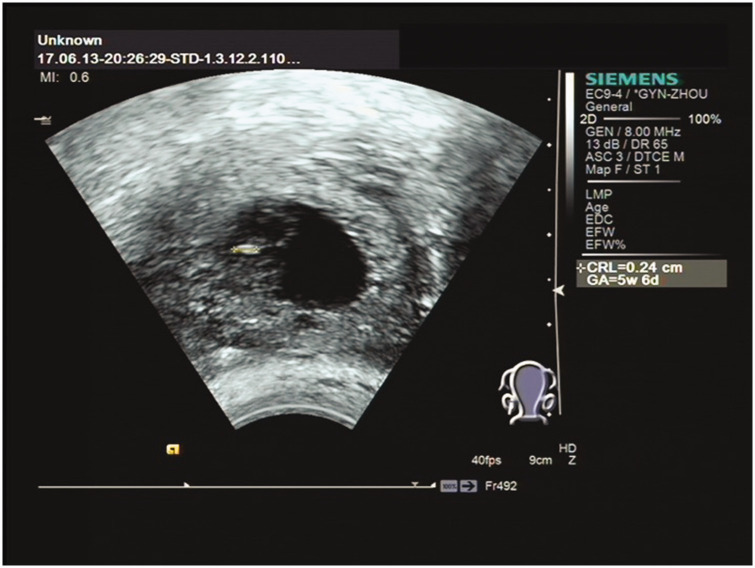 Unknown
17.06.13-20:26:29-STD-1.3.12.2.110...
MI: 0.6
SIEMENS
EC9-4 / *GYN-ZHOU
General
2D 100%
GEN / 8.00 MHz
13 dB / DR 65
ASC 3 / DTCE M
Map F / ST 1
LMP
Age
EDC
EFW
EFW%
CRL=0.24 cm
GA=5w 6d
HD
40fps 9cm Z
100% Fr492